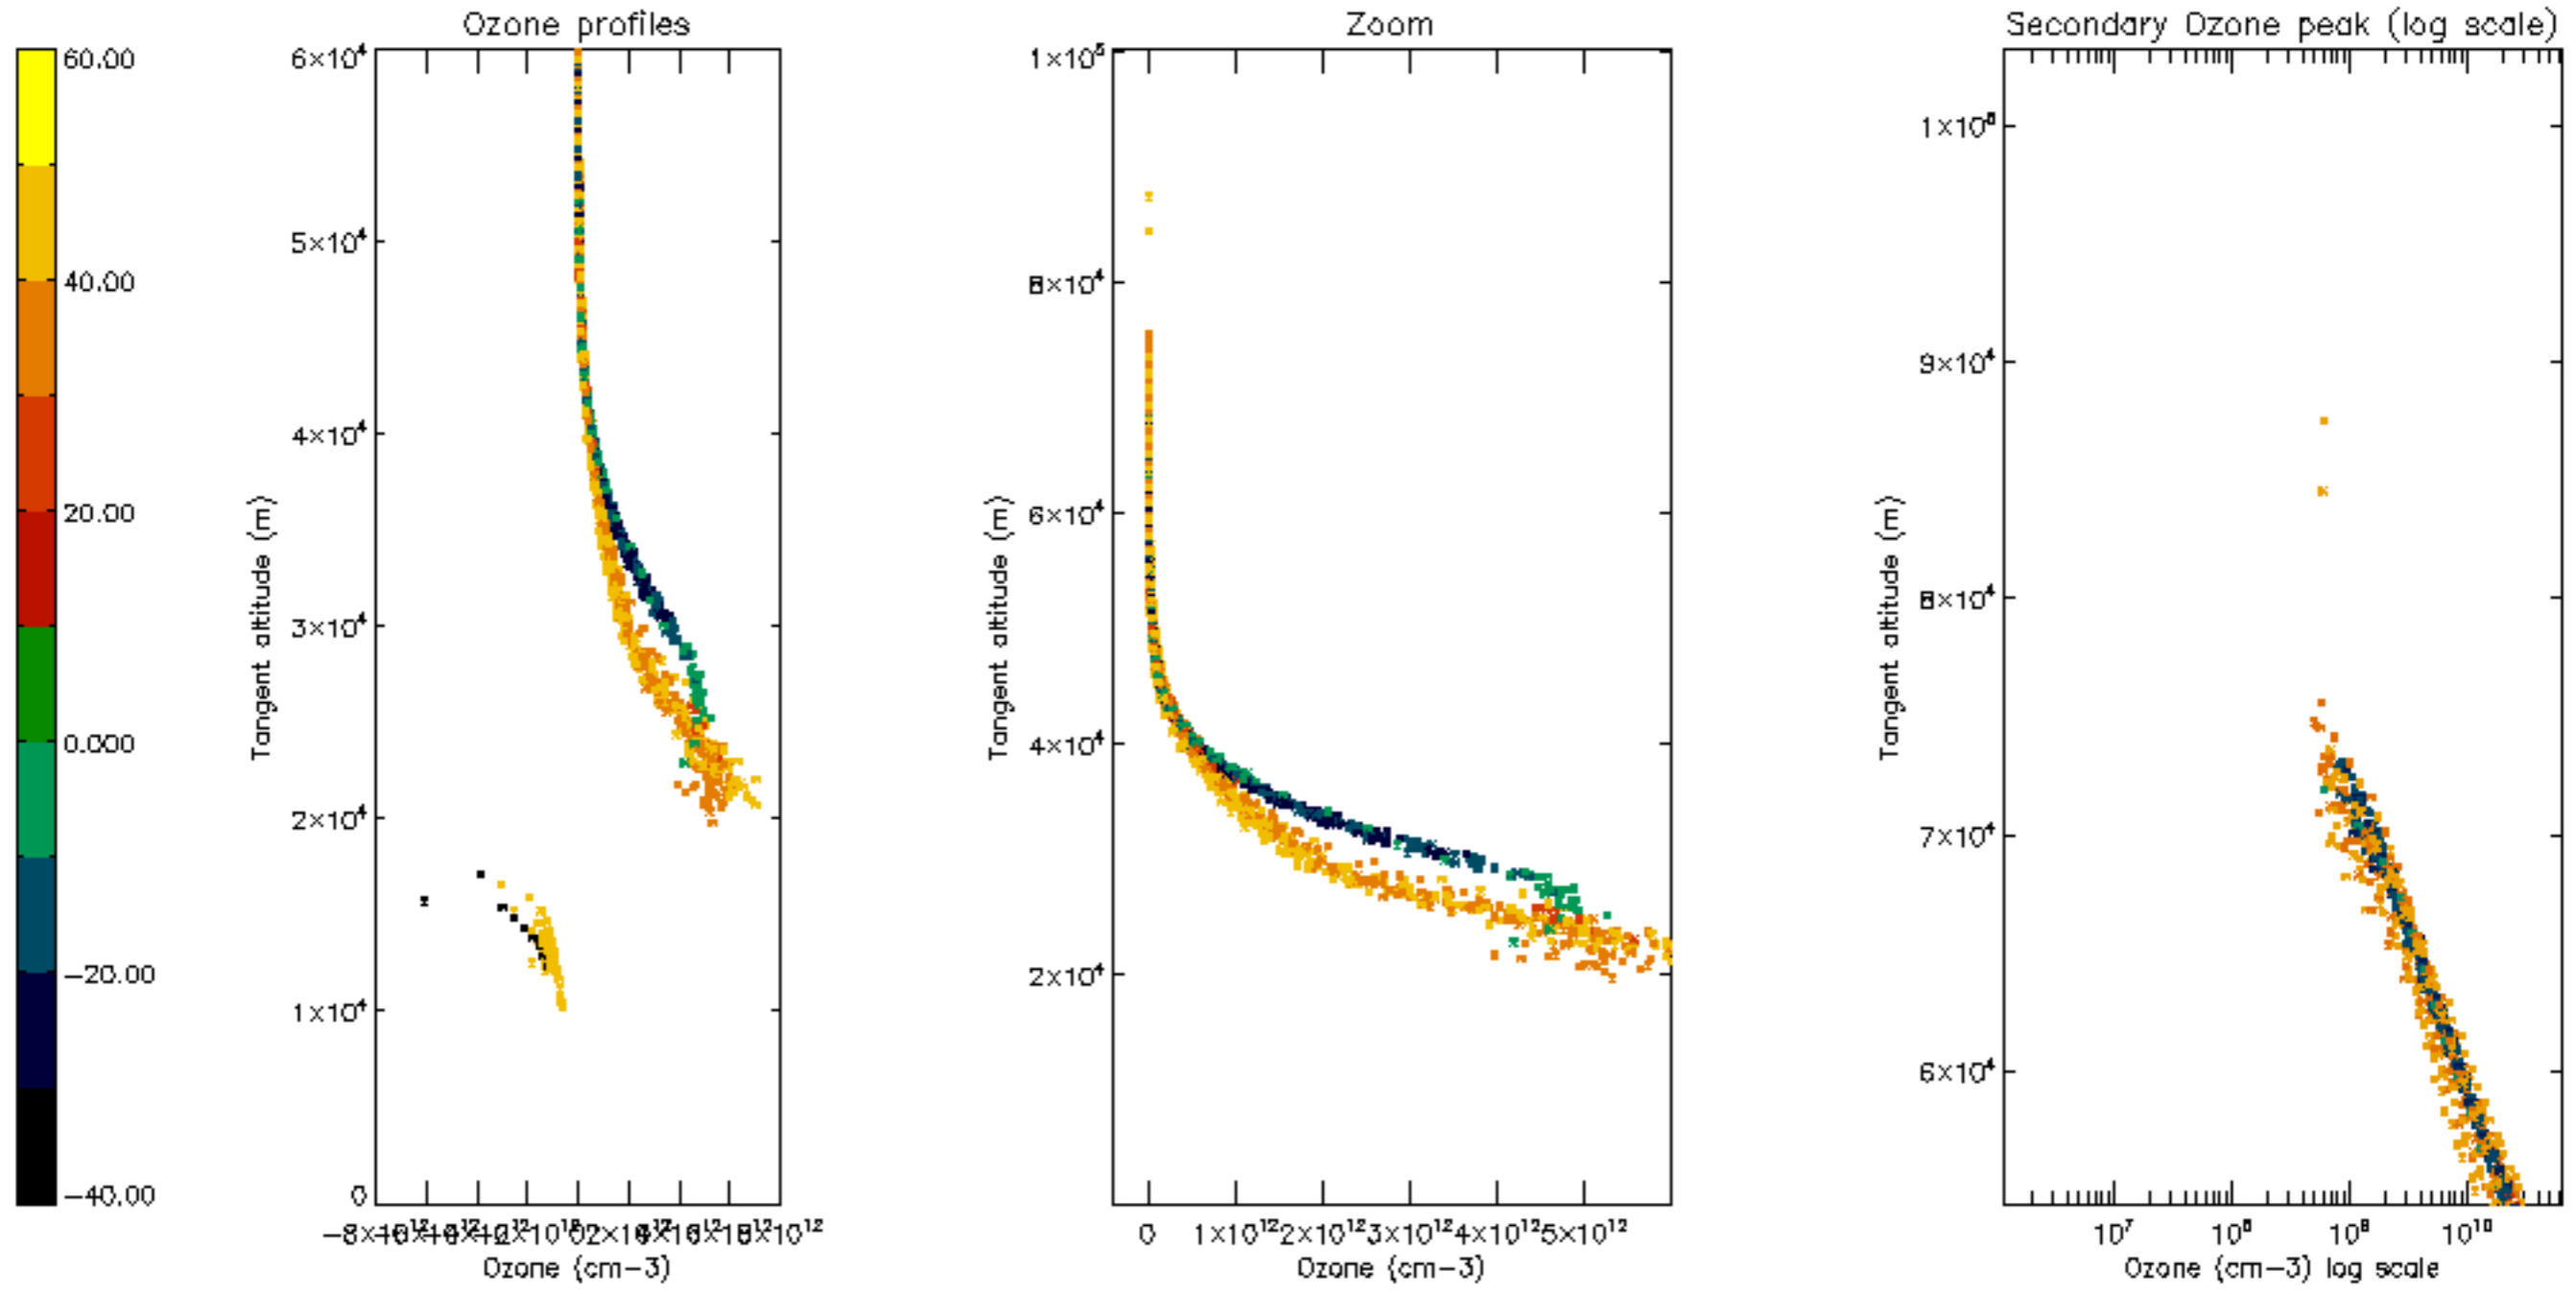 Ozone profiles
Zoom
Secondary Ozone peak (log scale)
60.00
40.00
20.00
0.000
−20.00
−40.00
6×10⁴
5×10⁴
4×10⁴
3×10⁴
2×10⁴
1×10⁴
0
Tangent altitude (m)
Ozone (cm−3)
1×10⁵
8×10⁴
6×10⁴
4×10⁴
2×10⁴
Tangent altitude (m)
0 1×10¹² 2×10¹² 3×10¹² 4×10¹² 5×10¹²
Ozone (cm−3)
9×10⁴
8×10⁴
7×10⁴
6×10⁴
Tangent altitude (m)
10⁷ 10⁸ 10⁹ 10¹⁰
Ozone (cm−3) log scale